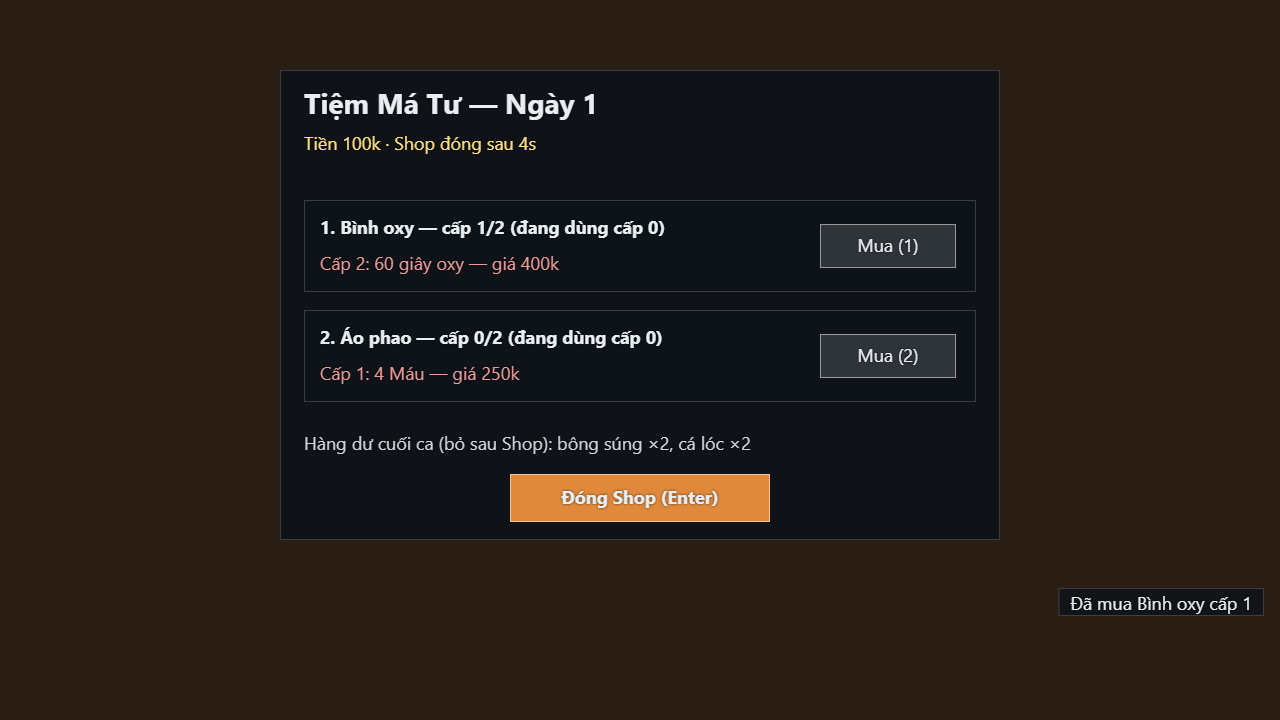 Tiệm Má Tư — Ngày 1
Tiền 100k · Shop đóng sau 4s
1. Bình oxy — cấp 1/2 (đang dùng cấp 0)
Mua (1)
Cấp 2: 60 giây oxy — giá 400k
2. Áo phao — cấp 0/2 (đang dùng cấp 0)
Mua (2)
Cấp 1: 4 Máu — giá 250k
Hàng dư cuối ca (bỏ sau Shop): bông súng ×2, cá lóc ×2
Đóng Shop (Enter)
Đã mua Bình oxy cấp 1